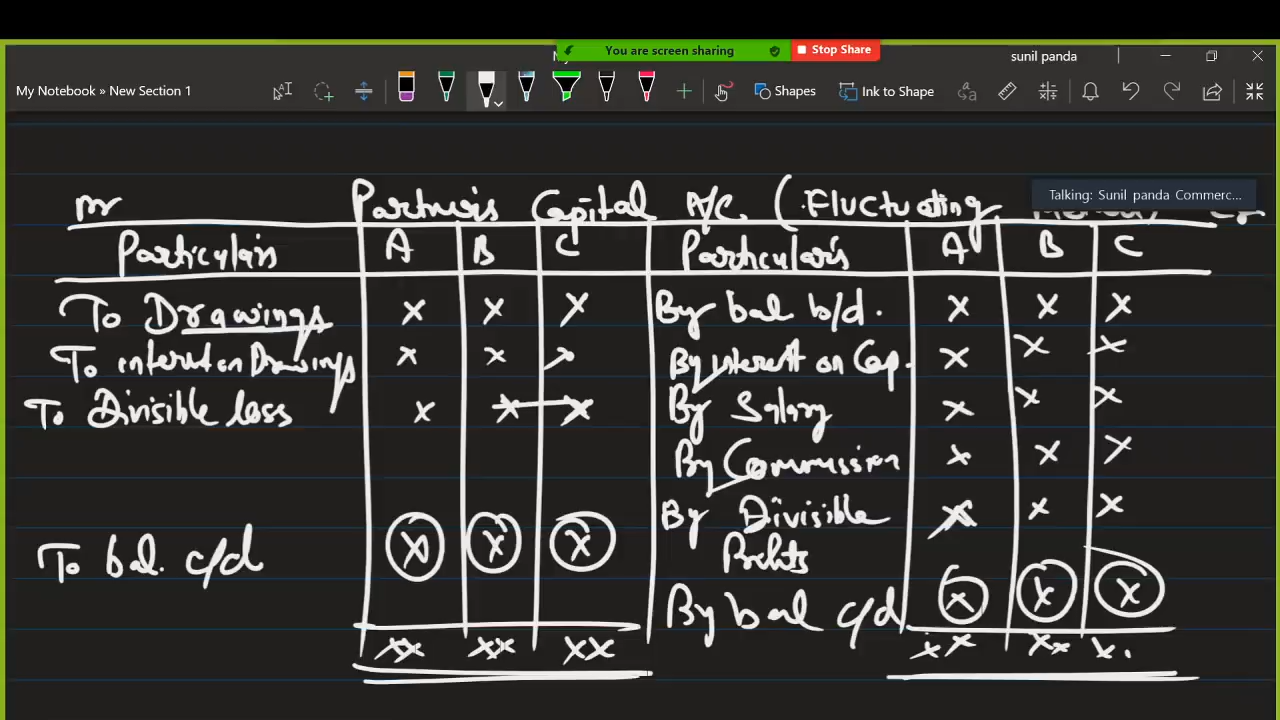 You are screen sharing
Stop Share
sunil panda
My Notebook » New Section 1
Shapes
Ink to Shape
Talking: Sunil panda Commerc...
Dr Partners Capital A/C. (Fluctuating
Particulars A B C Particulars A B C
To Drawings x x x By bal b/d. x x x
To interest on Drawings x x x By interest on Cap. x x x
To Divisible loss x x x By Salary x x x
By Commission x x x
By Divisible x x x
Profits
To bal. c/d x x x
By bal c/d x x x
xx xx xx xx xx x.